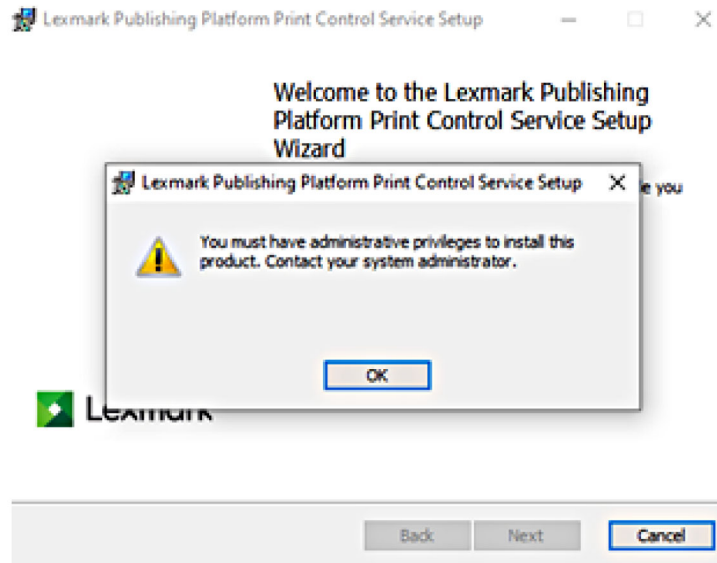 Lexmark Publishing Platform Print Control Service Setup
Welcome to the Lexmark Publishing
Platform Print Control Service Setup
Wizard
Lexmark Publishing Platform Print Control Service Setup
you
You must have administrative privileges to install this
product. Contact your system administrator.
OK
Lexmark
Back
Next
Cancel